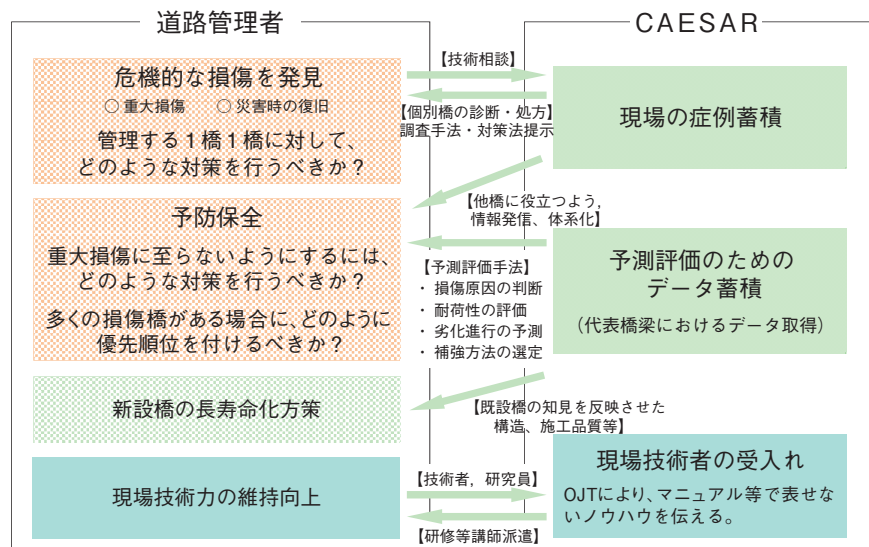 道路管理者
CAESAR
危機的な損傷を発見
○ 重大損傷　○ 災害時の復旧
管理する1橋1橋に対して、
どのような対策を行うべきか？
【技術相談】
【個別橋の診断・処方】
調査手法・対策法提示
現場の症例蓄積
【他橋に役立つよう,
情報発信、体系化】
予防保全
重大損傷に至らないようにするには、
どのような対策を行うべきか？
多くの損傷橋がある場合に、どのように
優先順位を付けるべきか？
【予測評価手法】
・ 損傷原因の判断
・ 耐荷性の評価
・ 劣化進行の予測
・ 補強方法の選定
予測評価のための
データ蓄積
（代表橋梁におけるデータ取得）
新設橋の長寿命化方策
【既設橋の知見を反映させた
構造、施工品質等】
現場技術力の維持向上
【技術者，研究員】
【研修等講師派遣】
現場技術者の受入れ
OJTにより、マニュアル等で表せな
いノウハウを伝える。